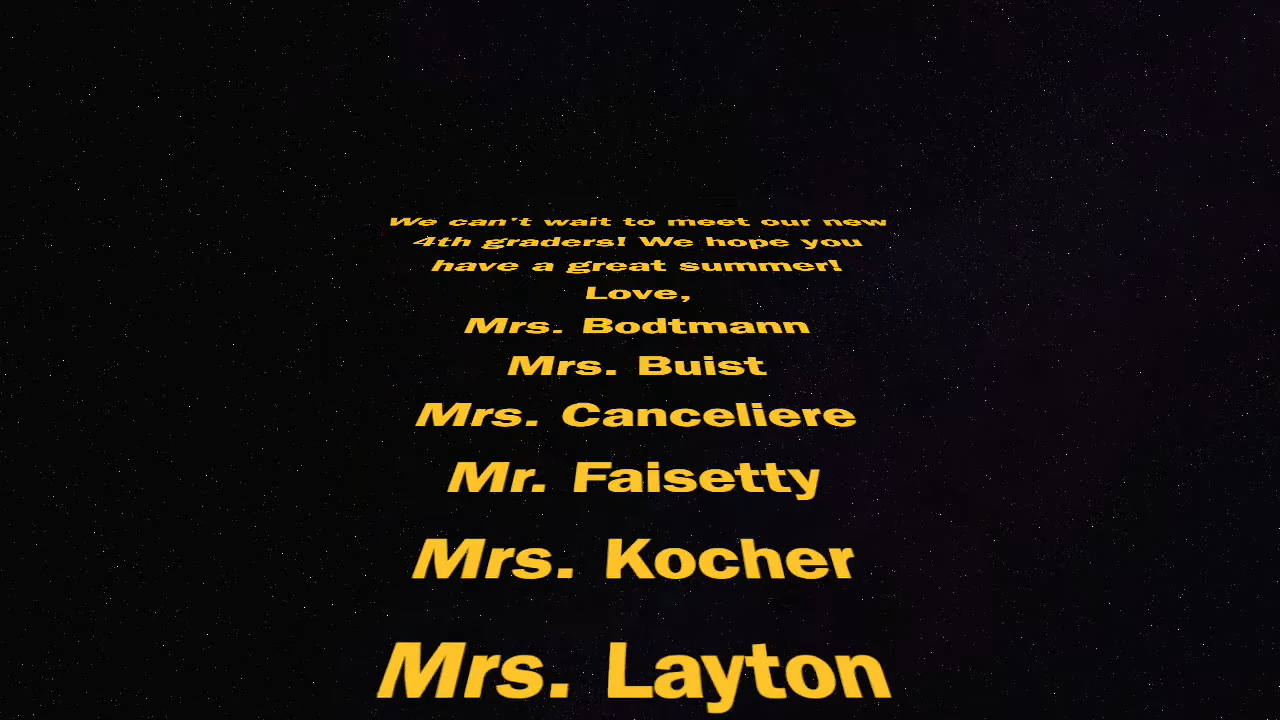 We can't wait to meet our new
4th graders! We hope you
have a great summer!
Love,
Mrs. Bodtmann
Mrs. Buist
Mrs. Canceliere
Mr. Faisetty
Mrs. Kocher
Mrs. Layton